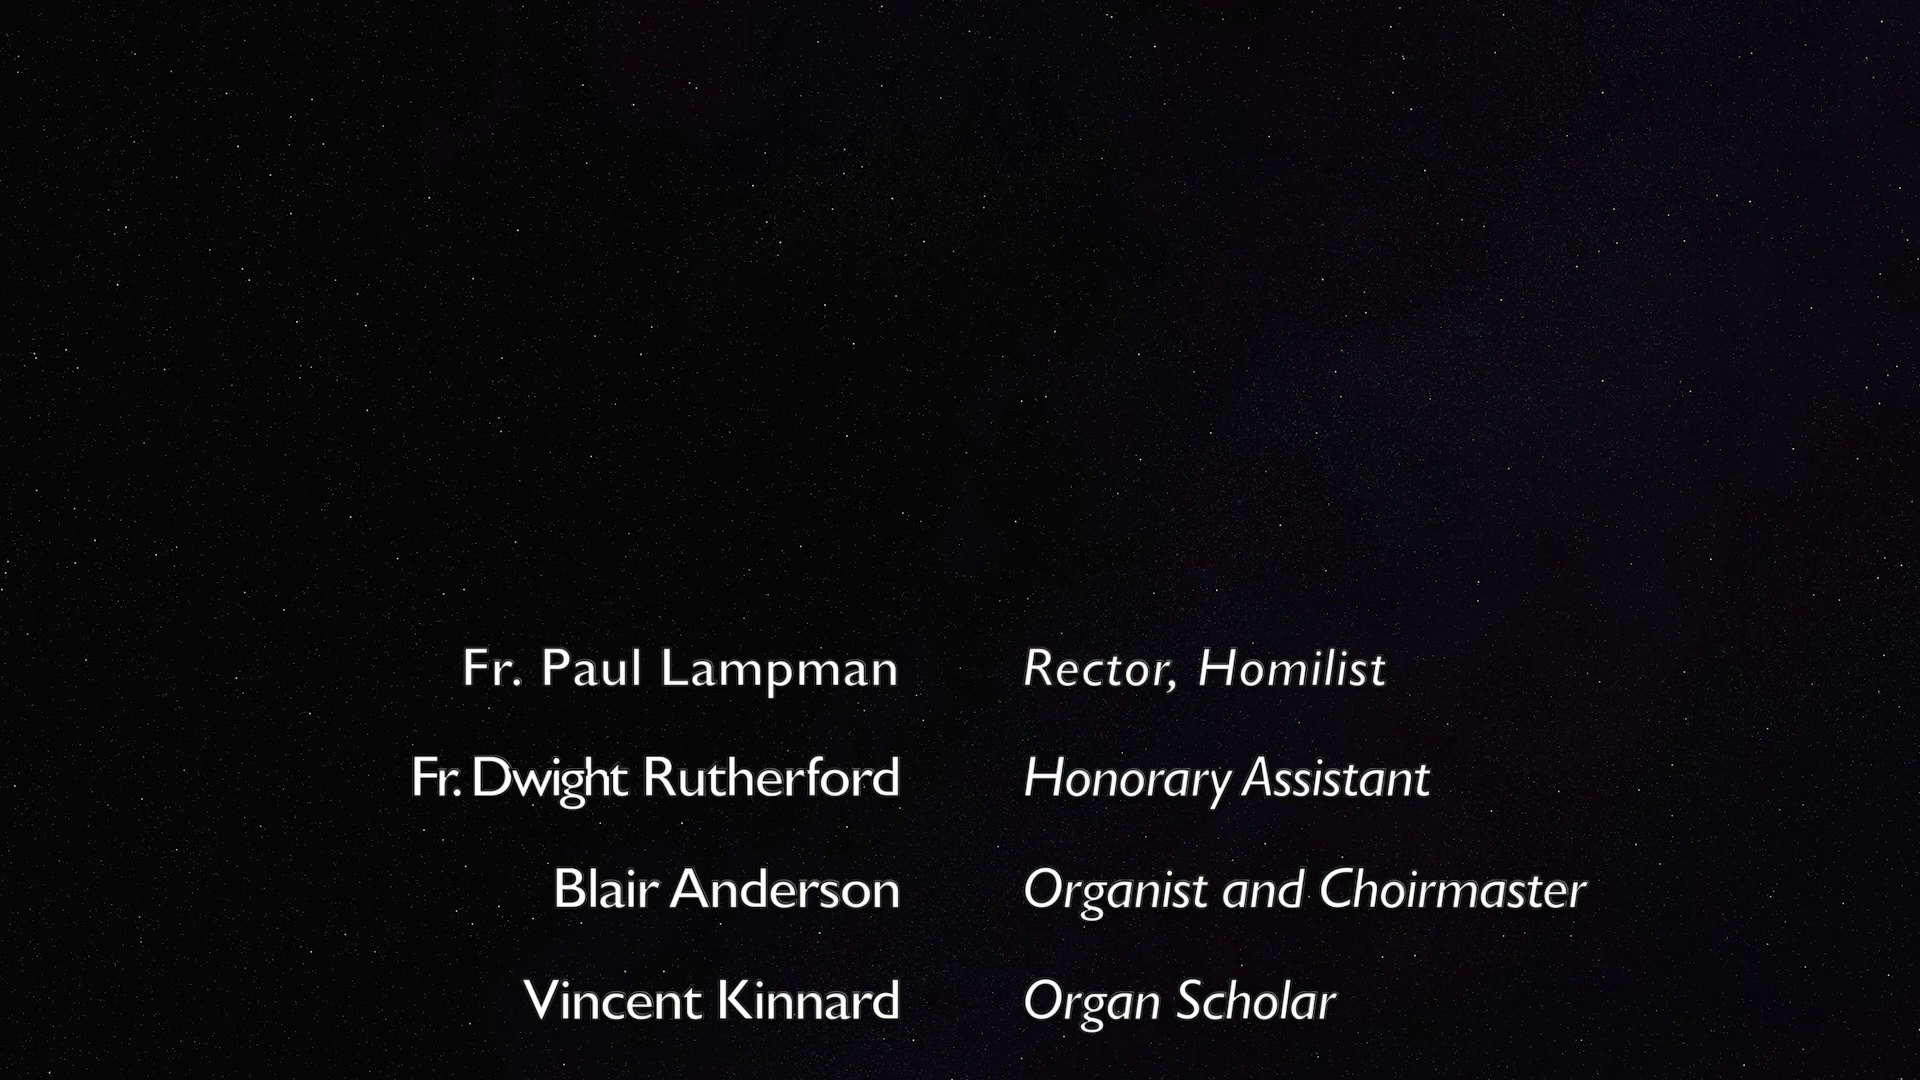 Fr. Paul Lampman Rector, Homilist
Fr. Dwight Rutherford Honorary Assistant
Blair Anderson Organist and Choirmaster
Vincent Kinnard Organ Scholar